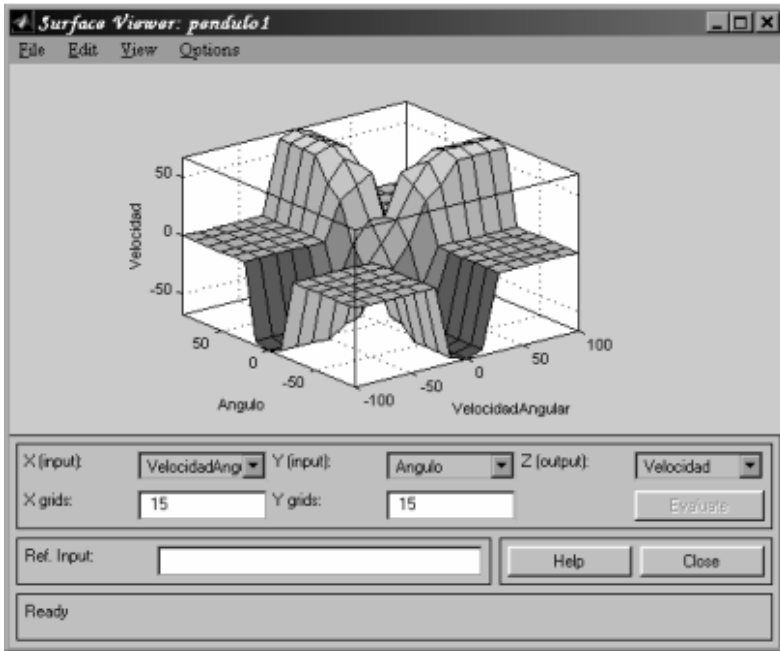 Surface Viewer: pendulo1
File Edit View Options
50
0
-50
Velocidad
50
0
-50
Angulo
-100
-50
0
50
100
VelocidadAngular
X (input): VelocidadAngu Y (input): Angulo Z (output): Velocidad
X grids: 15 Y grids: 15 Evaluate
Ref. Input: Help Close
Ready